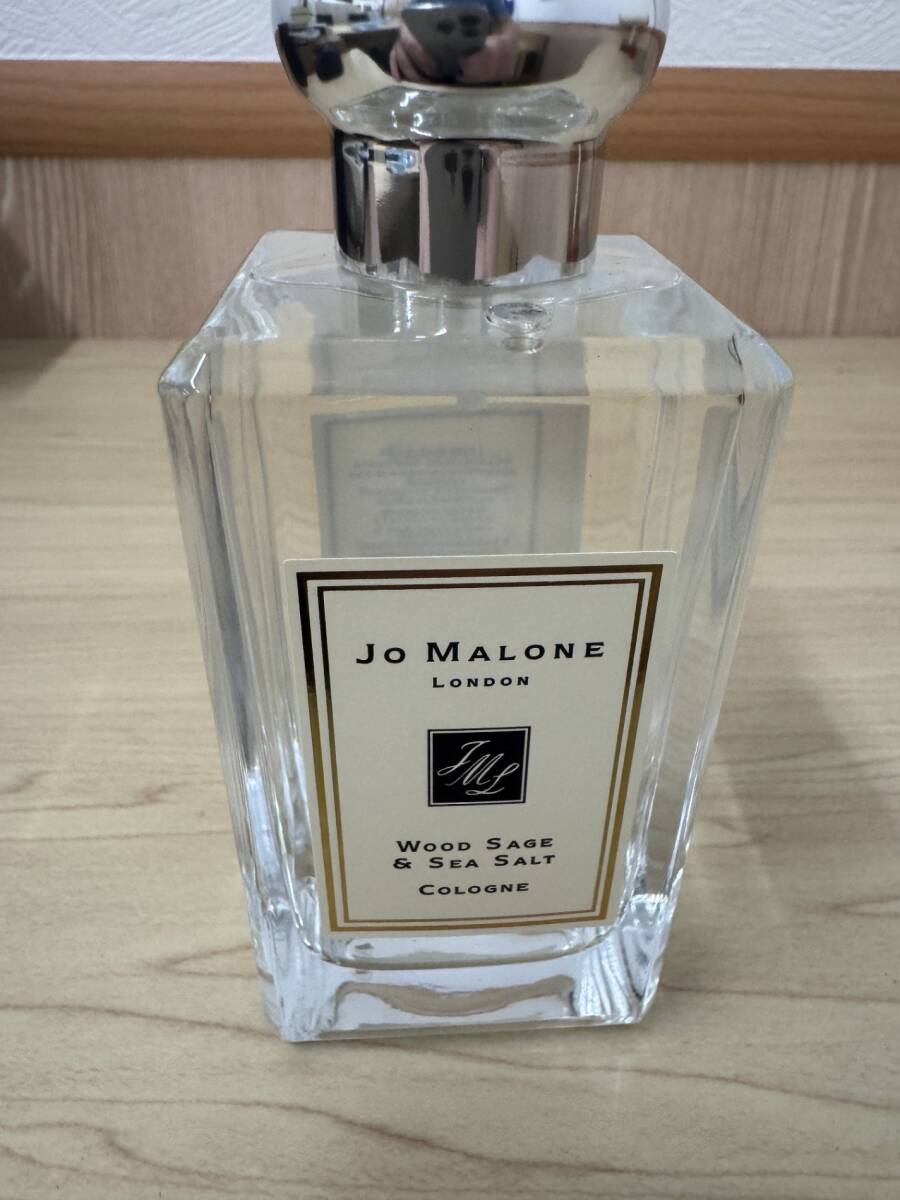 JO MALONE
LONDON
JML
WOOD SAGE
& SEA SALT
COLOGNE